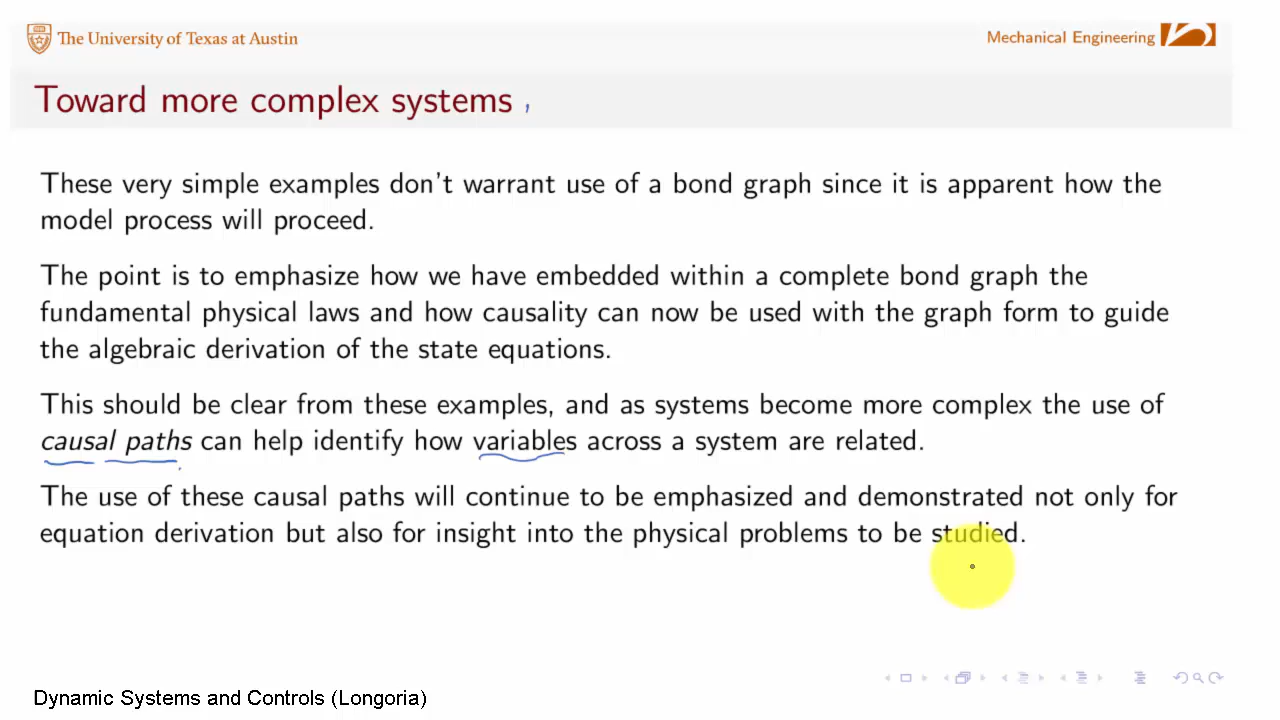 The University of Texas at Austin
Mechanical Engineering
Toward more complex systems
These very simple examples don't warrant use of a bond graph since it is apparent how the
model process will proceed.
The point is to emphasize how we have embedded within a complete bond graph the
fundamental physical laws and how causality can now be used with the graph form to guide
the algebraic derivation of the state equations.
This should be clear from these examples, and as systems become more complex the use of
causal paths can help identify how variables across a system are related.
The use of these causal paths will continue to be emphasized and demonstrated not only for
equation derivation but also for insight into the physical problems to be studied.
Dynamic Systems and Controls (Longoria)